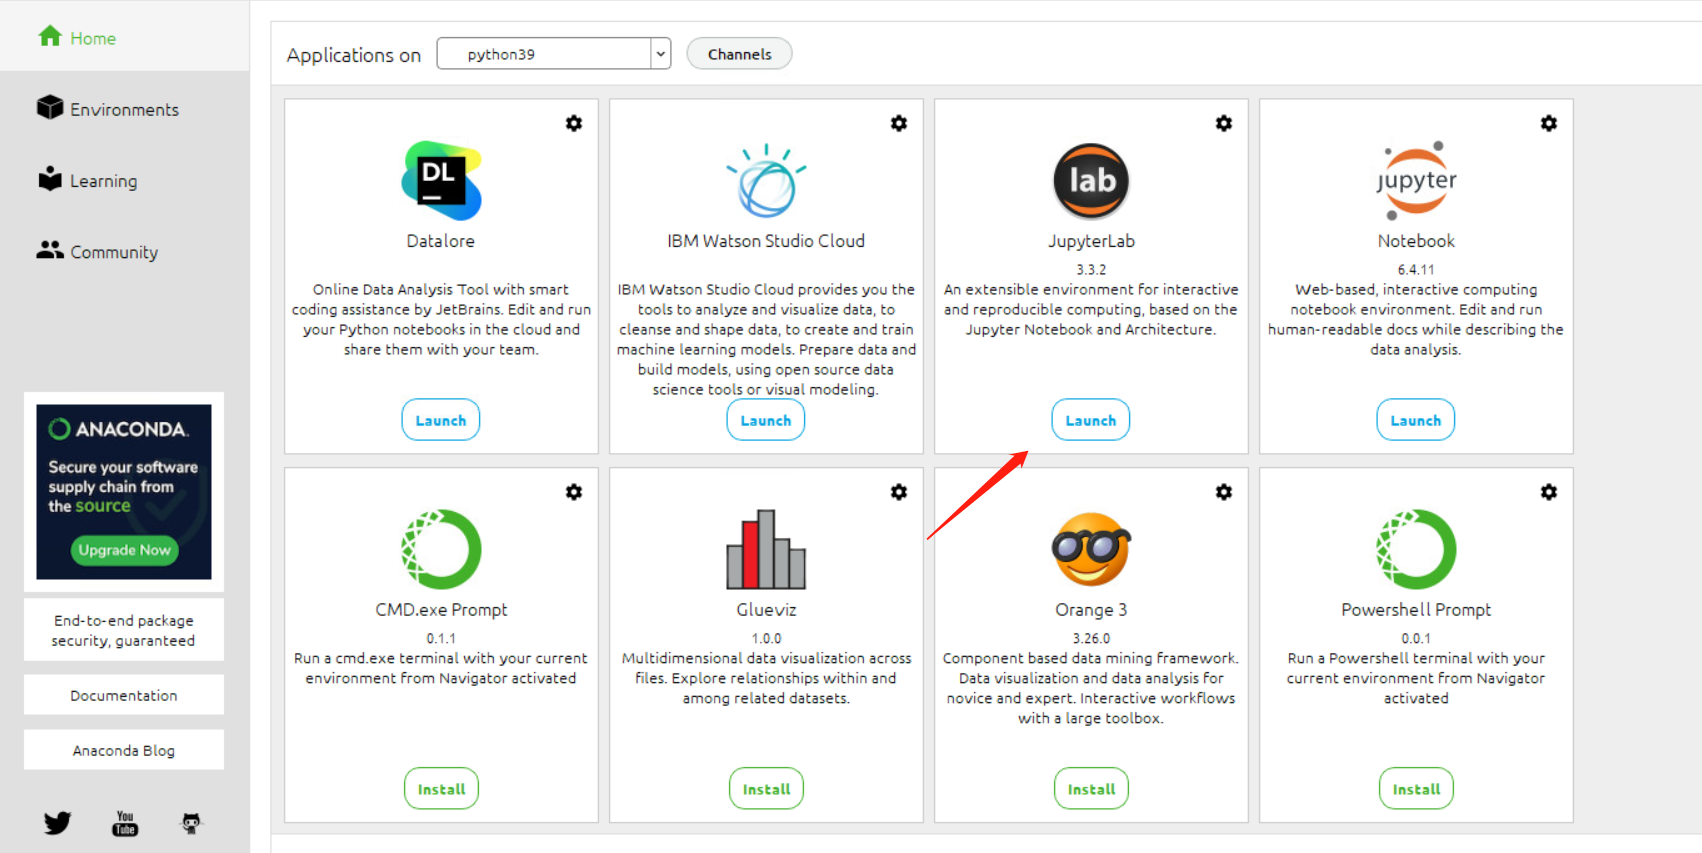 Home
Environments
Learning
Community
ANACONDA.
Secure your software
supply chain from
the source
Upgrade Now
End-to-end package
security, guaranteed
Documentation
Anaconda Blog
You
Tube
Applications on
python39
Channels
DL
Datalore
Online Data Analysis Tool with smart
coding assistance by JetBrains. Edit and run
your Python notebooks in the cloud and
share them with your team.
Launch
IBM Watson Studio Cloud
IBM Watson Studio Cloud provides you the
tools to analyze and visualize data, to
cleanse and shape data, to create and train
machine learning models. Prepare data and
build models, using open source data
science tools or visual modeling.
Launch
lab
JupyterLab
3.3.2
An extensible environment for interactive
and reproducible computing, based on the
Jupyter Notebook and Architecture.
Launch
jupyter
Notebook
6.4.11
Web-based, interactive computing
notebook environment. Edit and run
human-readable docs while describing the
data analysis.
Launch
CMD.exe Prompt
0.1.1
Run a cmd.exe terminal with your current
environment from Navigator activated
Install
Glueviz
1.0.0
Multidimensional data visualization across
files. Explore relationships within and
among related datasets.
Install
Orange 3
3.26.0
Component based data mining framework.
Data visualization and data analysis for
novice and expert. Interactive workflows
with a large toolbox.
Install
Powershell Prompt
0.0.1
Run a Powershell terminal with your
current environment from Navigator
activated
Install